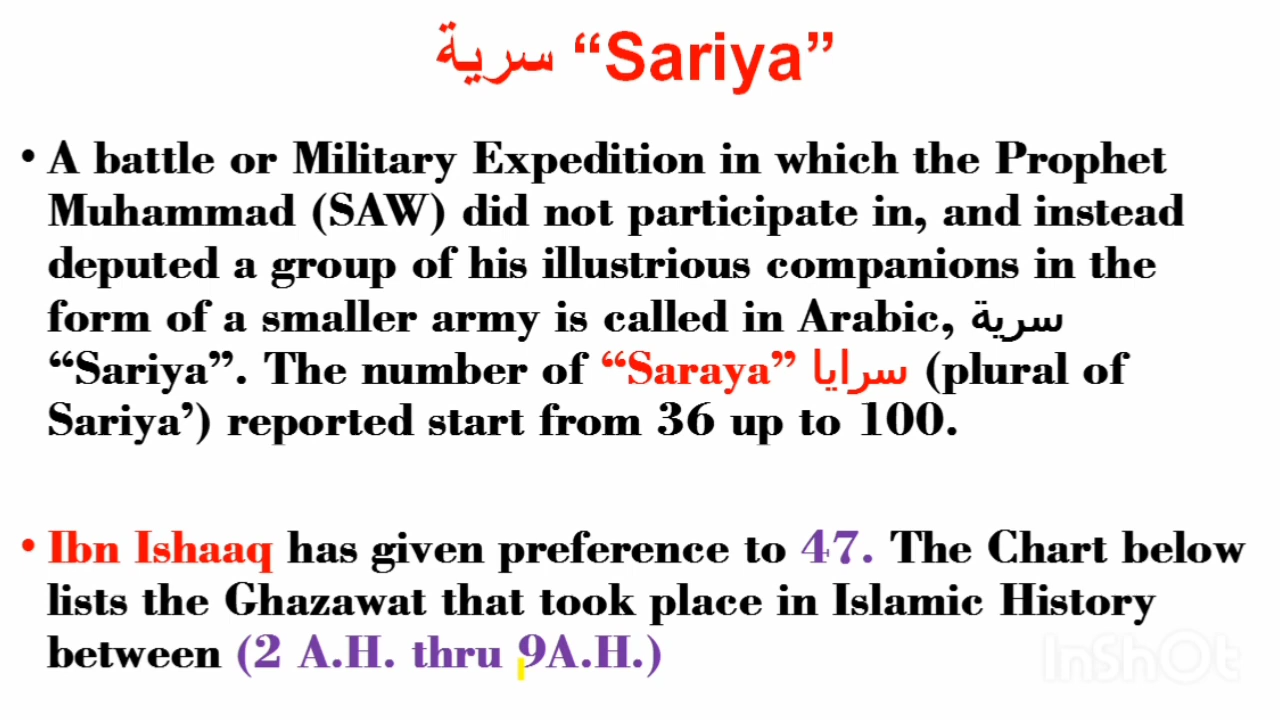 سرية “Sariya”
• A battle or Military Expedition in which the Prophet
Muhammad (SAW) did not participate in, and instead
deputed a group of his illustrious companions in the
form of a smaller army is called in Arabic, سرية
“Sariya”. The number of “Saraya” سرايا (plural of
Sariya’) reported start from 36 up to 100.
• Ibn Ishaaq has given preference to 47. The Chart below
lists the Ghazawat that took place in Islamic History
between (2 A.H. thru 9A.H.)
InShOt